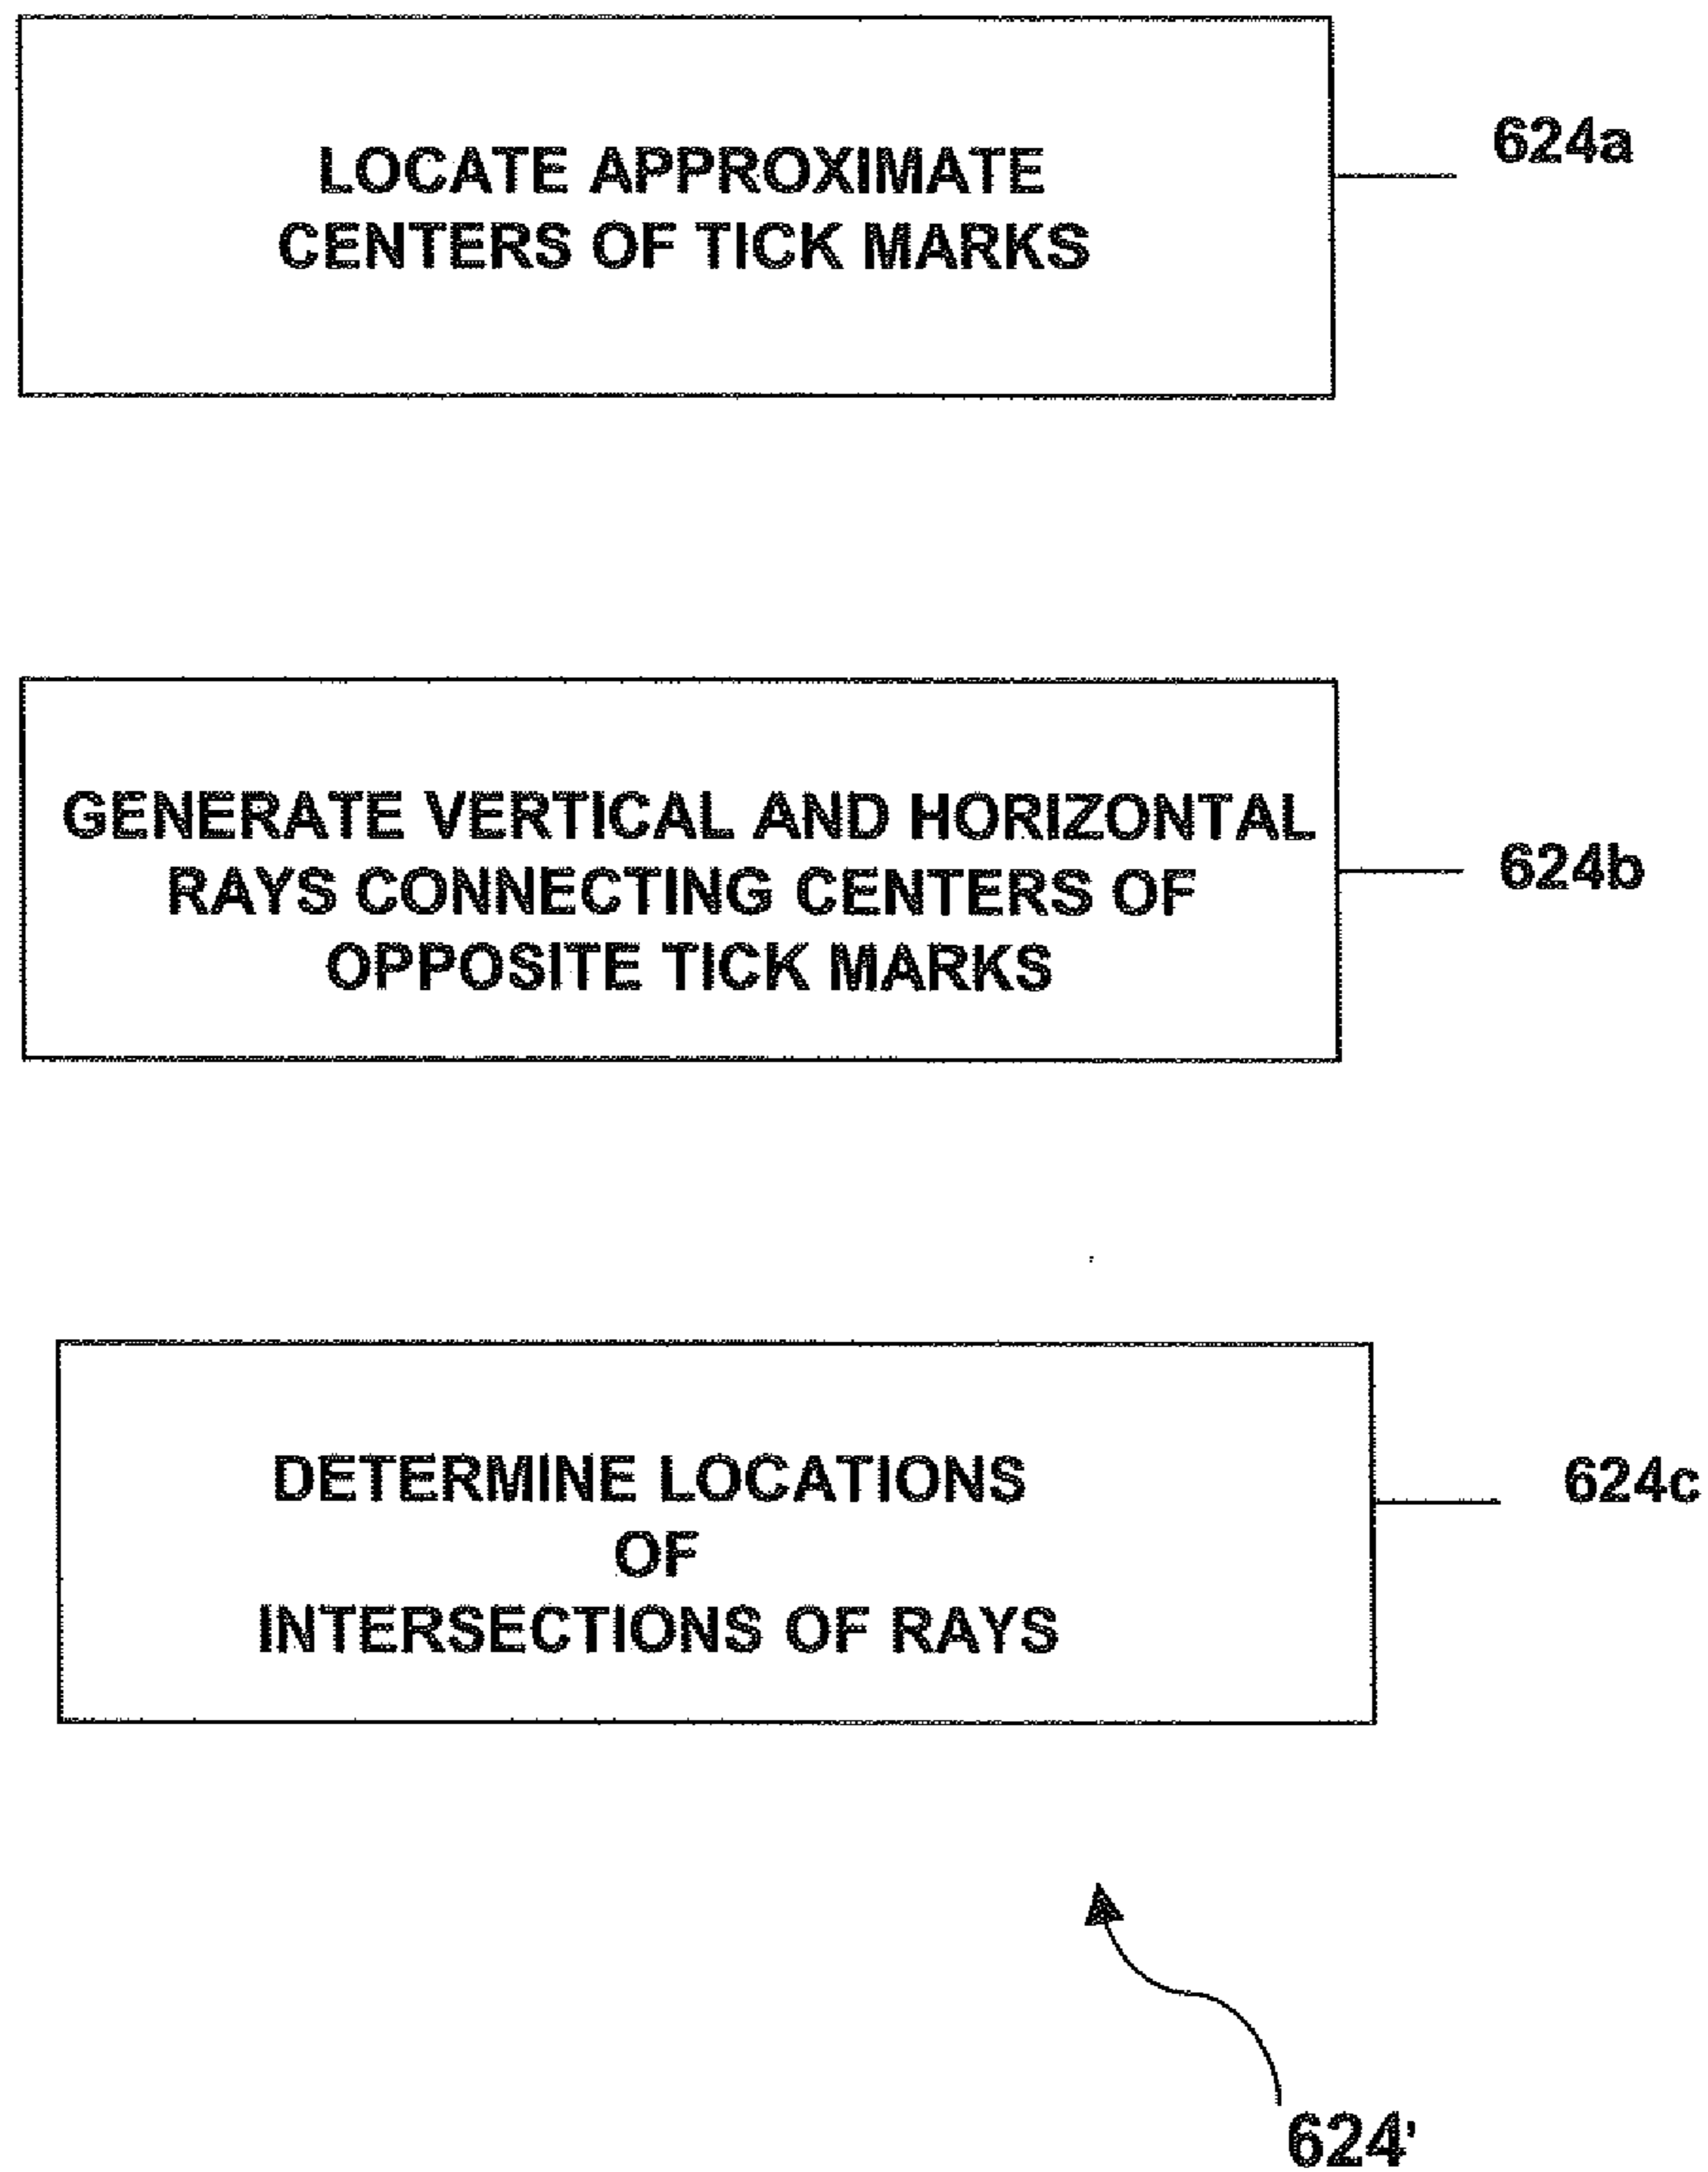 LOCATE APPROXIMATE
CENTERS OF TICK MARKS
624a
GENERATE VERTICAL AND HORIZONTAL
RAYS CONNECTING CENTERS OF
OPPOSITE TICK MARKS
624b
DETERMINE LOCATIONS
OF
INTERSECTIONS OF RAYS
624c
624'